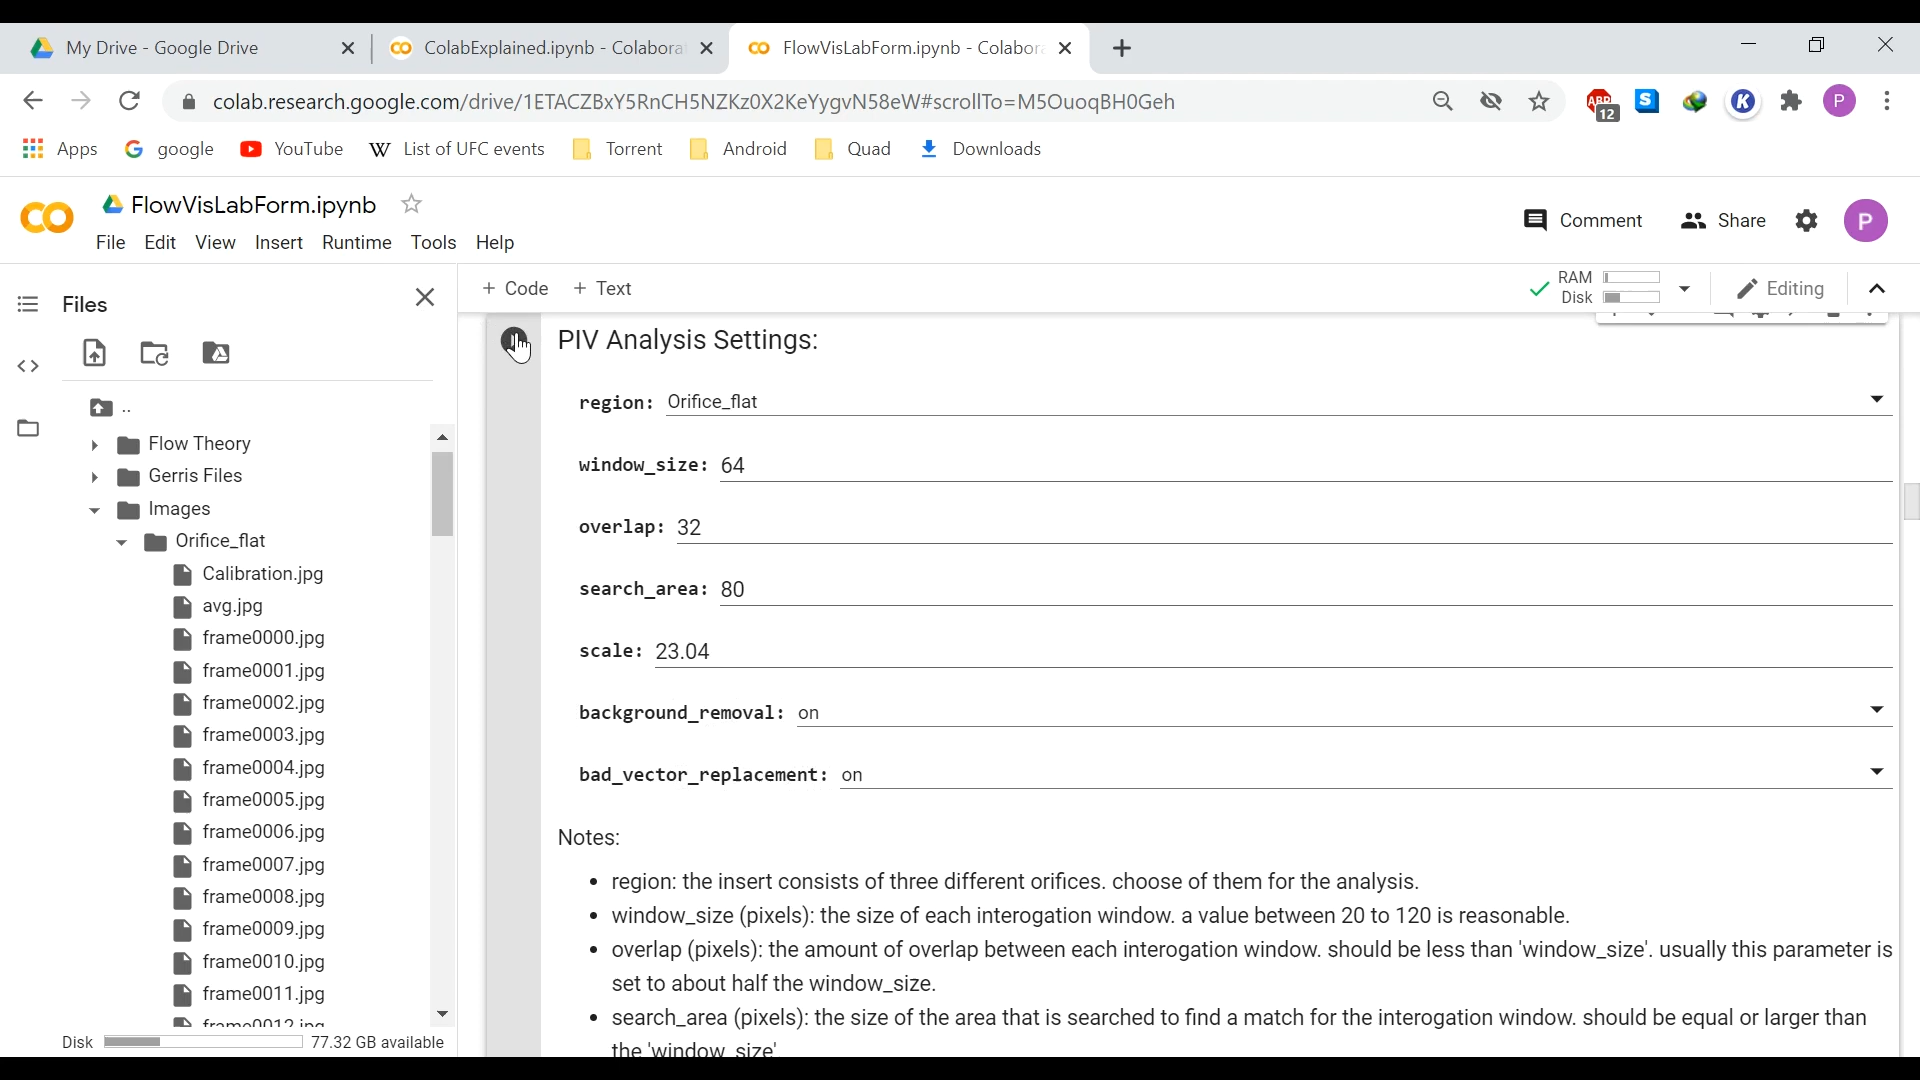 My Drive - Google Drive
ColabExplained.ipynb - Colabora
FlowVisLabForm.ipynb - Colabor
colab.research.google.com/drive/1ETACZBxY5RnCH5NZKz0X2KeYygvN58eW#scrollTo=M5OuoqBH0Geh
ABP
12
S
K
P
Apps
google
YouTube
W List of UFC events
Torrent
Android
Quad
Downloads
FlowVisLabForm.ipynb
File Edit View Insert Runtime Tools Help
Comment
Share
P
Files
+ Code + Text
RAM
Disk
Editing
..
Flow Theory
Gerris Files
Images
Orifice_flat
Calibration.jpg
avg.jpg
frame0000.jpg
frame0001.jpg
frame0002.jpg
frame0003.jpg
frame0004.jpg
frame0005.jpg
frame0006.jpg
frame0007.jpg
frame0008.jpg
frame0009.jpg
frame0010.jpg
frame0011.jpg
frame0012.jpg
Disk 77.32 GB available
PIV Analysis Settings:
region: Orifice_flat
window_size: 64
overlap: 32
search_area: 80
scale: 23.04
background_removal: on
bad_vector_replacement: on
Notes:
• region: the insert consists of three different orifices. choose of them for the analysis.
• window_size (pixels): the size of each interogation window. a value between 20 to 120 is reasonable.
• overlap (pixels): the amount of overlap between each interogation window. should be less than 'window_size'. usually this parameter is
set to about half the window_size.
• search_area (pixels): the size of the area that is searched to find a match for the interogation window. should be equal or larger than
the 'window_size'